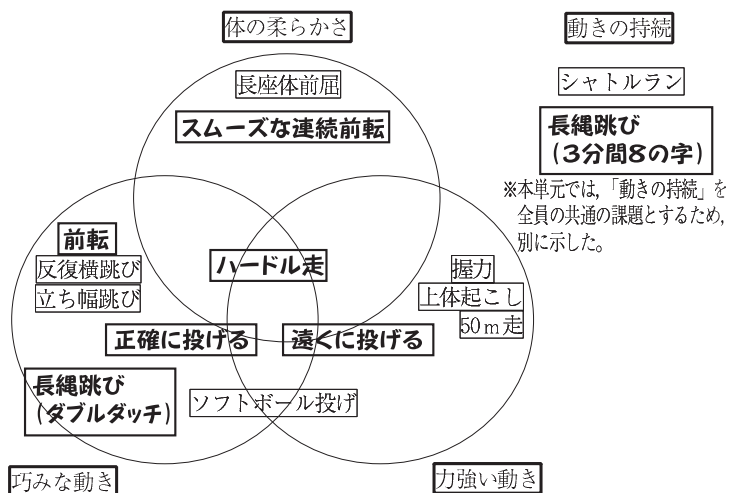 体の柔らかさ
動きの持続
長座体前屈
スムーズな連続前転
シャトルラン
長縄跳び
(3分間8の字)
※本単元では，「動きの持続」を
全員の共通の課題とするため，
別に示した。
前転
反復横跳び
立ち幅跳び
ハードル走
握力
上体起こし
50ｍ走
正確に投げる
遠くに投げる
長縄跳び
(ダブルダッチ)
ソフトボール投げ
巧みな動き
力強い動き